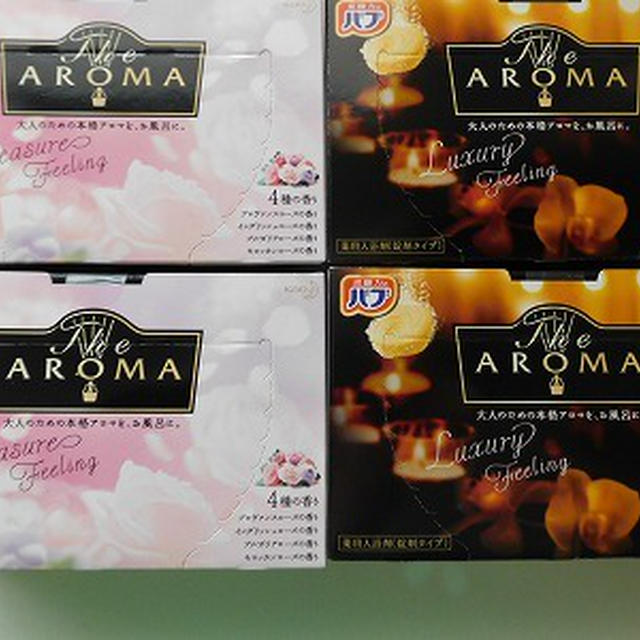 The
AROMA
大人のための本格アロマを、お風呂に。
easure
Feeling
4種の香り
バブ
The
AROMA
大人のための本格アロマを、お風呂に。
Luxury
Feeling
薬用入浴剤(錠剤タイプ)
The
AROMA
大人のための本格アロマを、お風呂に。
asure
Feeling
4種の香り
バブ
The
AROMA
大人のための本格アロマを、お風呂に。
Luxury
Feeling
薬用入浴剤(錠剤タイプ)